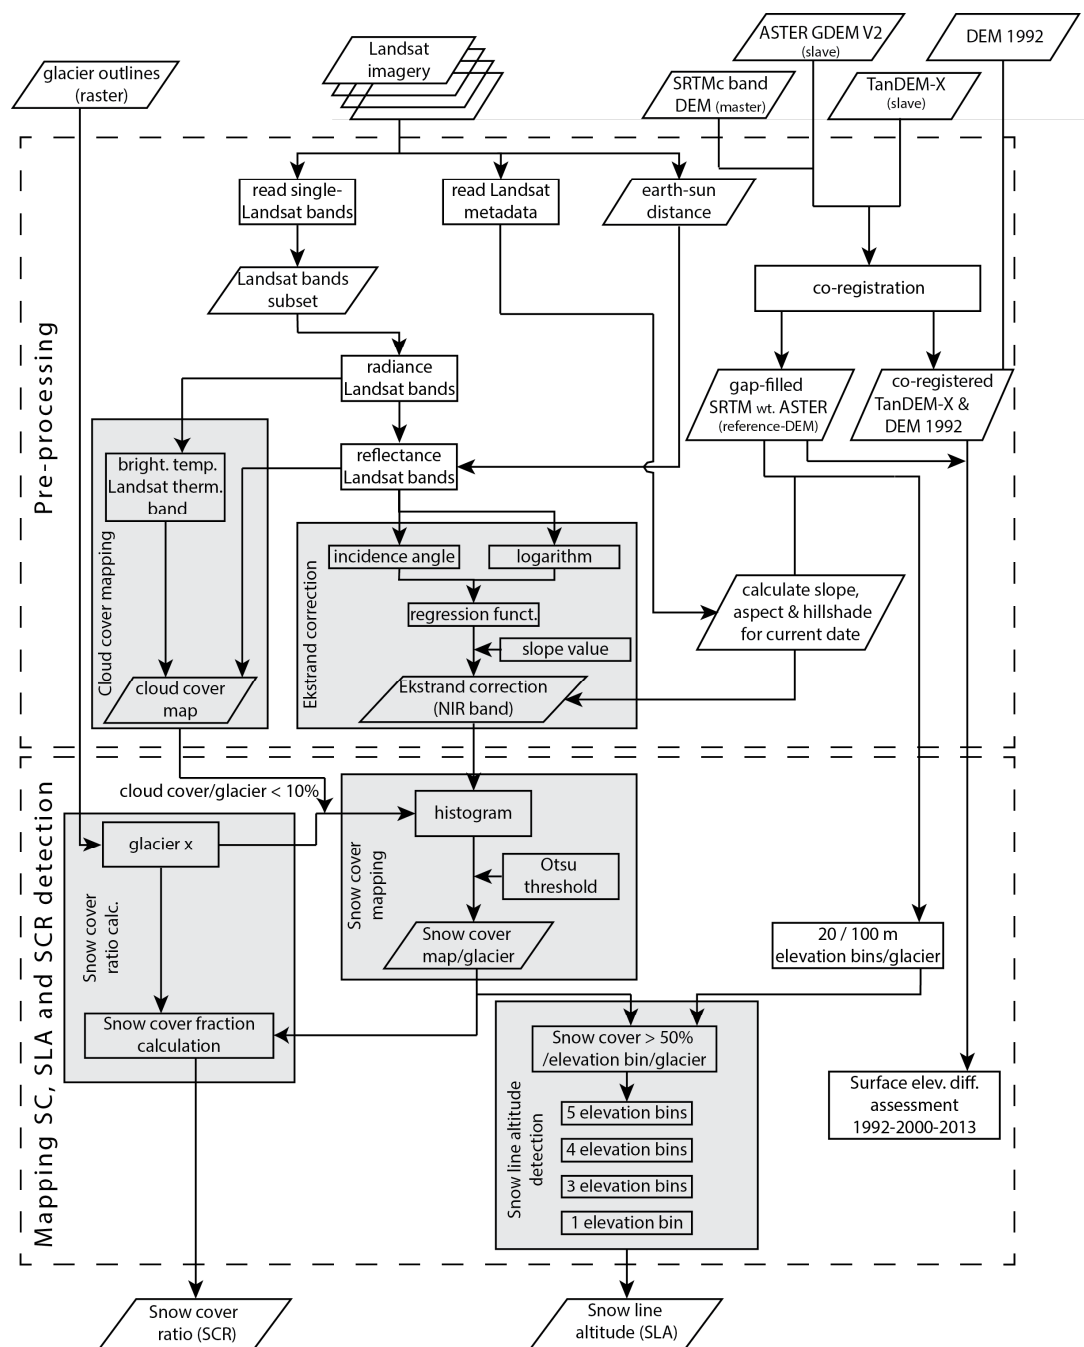 ASTER GDEM V2
(slave)
DEM 1992
Landsat
imagery
glacier outlines
(raster)
SRTMc band
DEM (master)
TanDEM-X
(slave)
Pre-processing
read single-
Landsat bands
read Landsat
metadata
earth-sun
distance
Landsat bands
subset
co-registration
radiance
Landsat bands
gap-filled
SRTM wt. ASTER
(reference-DEM)
co-registered
TanDEM-X &
DEM 1992
Cloud cover mapping
bright. temp.
Landsat therm.
band
reflectance
Landsat bands
Ekstrand correction
incidence angle
logarithm
regression funct.
slope value
calculate slope,
aspect & hillshade
for current date
cloud cover
map
Ekstrand correction
(NIR band)
Mapping SC, SLA and SCR detection
cloud cover/glacier < 10%
Snow cover
mapping
histogram
Snow cover
ratio calc.
glacier x
Otsu
threshold
Snow cover
map/glacier
20 / 100 m
elevation bins/glacier
Snow cover fraction
calculation
Snow line altitude
detection
Snow cover > 50%
/elevation bin/glacier
5 elevation bins
4 elevation bins
3 elevation bins
1 elevation bin
Surface elev. diff.
assessment
1992-2000-2013
Snow cover
ratio (SCR)
Snow line
altitude (SLA)